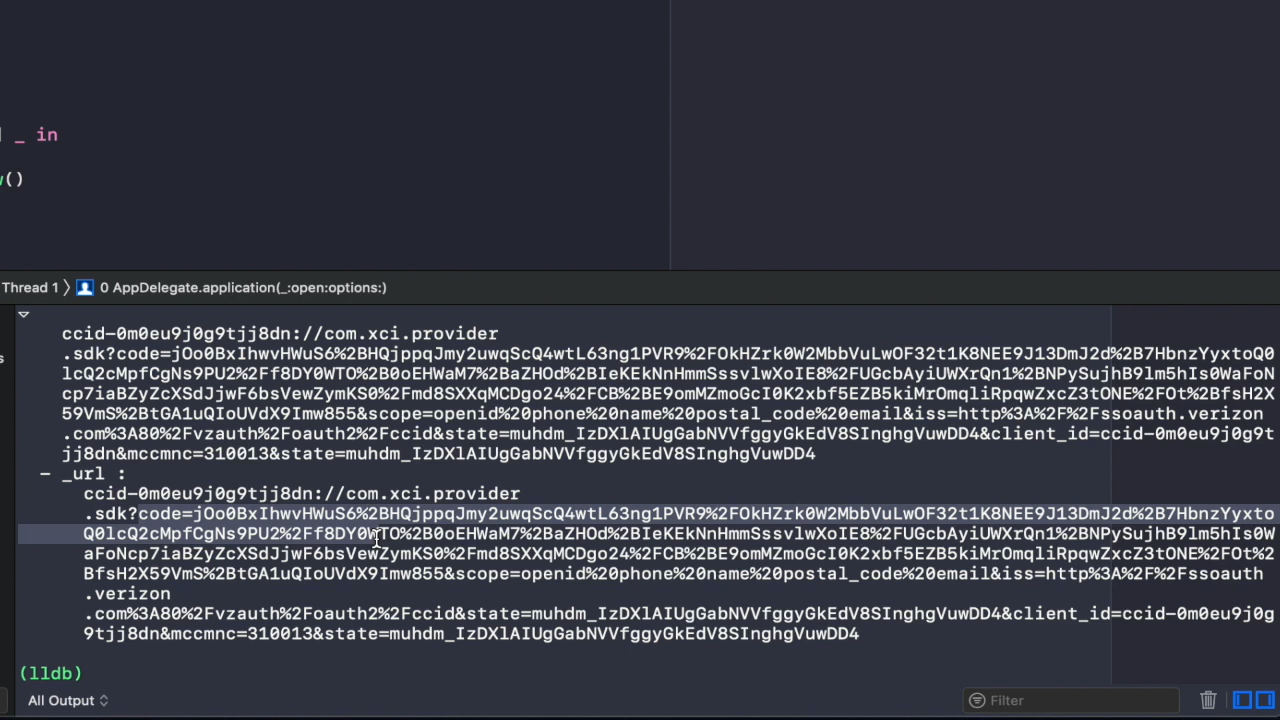 _ in
()
Thread 1 〉 0 AppDelegate.application(_:open:options:)
ccid-0m0eu9j0g9tjj8dn://com.xci.provider
.sdk?code=jOo0BxIhwvHWuS6%2BHQjppqJmy2uwqScQ4wtL63ng1PVR9%2FOkHZrk0W2MbbVuLwOF32t1K8NEE9J13DmJ2d%2B7HbnzYyxtoQ0
lcQ2cMpfCgNs9PU2%2Ff8DY0WTO%2B0oEHWaM7%2BaZHOd%2BIeKEkNnHmmSssvlwXoIE8%2FUGcbAyiUWXrQn1%2BNPySujhB9lm5hIs0WaFoN
cp7iaBZyZcXSdJjwF6bsVewZymKS0%2Fmd8SXXqMCDgo24%2FCB%2BE9omMZmoGcI0K2xbf5EZB5kiMrOmqliRpqwZxcZ3tONE%2FOt%2BfsH2X
59VmS%2BtGA1uQIoUVdX9Imw855&scope=openid%20phone%20name%20postal_code%20email&iss=http%3A%2F%2Fssoauth.verizon
.com%3A80%2Fvzauth%2Foauth2%2Fccid&state=muhdm_IzDXlAIUgGabNVVfggyGkEdV8SInghgVuwDD4&client_id=ccid-0m0eu9j0g9t
jj8dn&mccmnc=310013&state=muhdm_IzDXlAIUgGabNVVfggyGkEdV8SInghgVuwDD4
– _url :
ccid-0m0eu9j0g9tjj8dn://com.xci.provider
.sdk?code=jOo0BxIhwvHWuS6%2BHQjppqJmy2uwqScQ4wtL63ng1PVR9%2FOkHZrk0W2MbbVuLwOF32t1K8NEE9J13DmJ2d%2B7HbnzYyxto
Q0lcQ2cMpfCgNs9PU2%2Ff8DY0WTO%2B0oEHWaM7%2BaZHOd%2BIeKEkNnHmmSssvlwXoIE8%2FUGcbAyiUWXrQn1%2BNPySujhB9lm5hIs0W
aFoNcp7iaBZyZcXSdJjwF6bsVewZymKS0%2Fmd8SXXqMCDgo24%2FCB%2BE9omMZmoGcI0K2xbf5EZB5kiMrOmqliRpqwZxcZ3tONE%2FOt%2
BfsH2X59VmS%2BtGA1uQIoUVdX9Imw855&scope=openid%20phone%20name%20postal_code%20email&iss=http%3A%2F%2Fssoauth
.verizon
.com%3A80%2Fvzauth%2Foauth2%2Fccid&state=muhdm_IzDXlAIUgGabNVVfggyGkEdV8SInghgVuwDD4&client_id=ccid-0m0eu9j0g
9tjj8dn&mccmnc=310013&state=muhdm_IzDXlAIUgGabNVVfggyGkEdV8SInghgVuwDD4
(lldb)
All Output
Filter